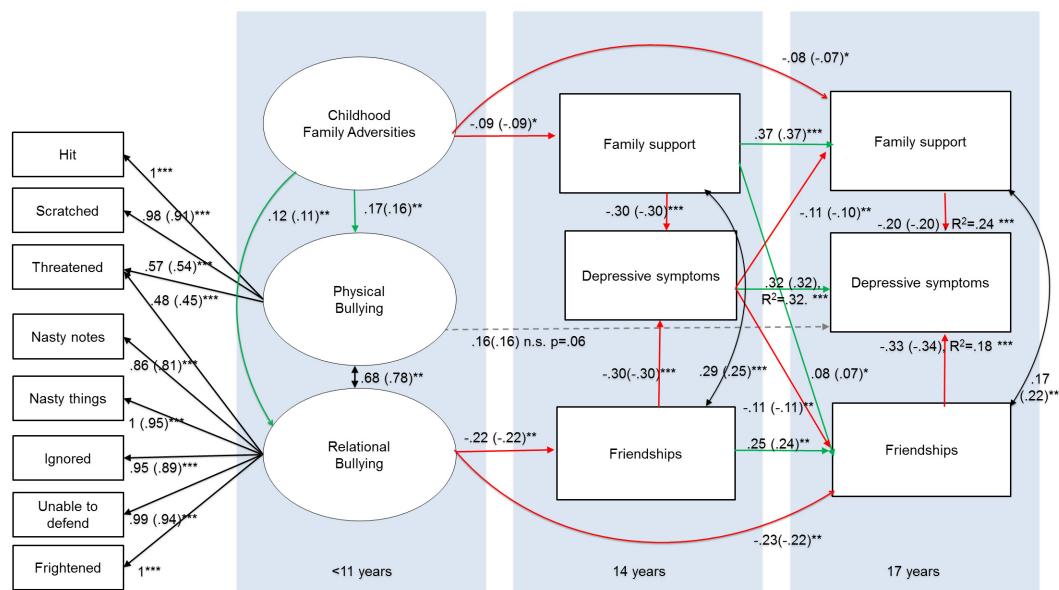 Hit
Scratched
Threatened
Nasty notes
Nasty things
Ignored
Unable to
defend
Frightened
1***
.98 (.91)***
.57 (.54)***
.48 (.45)***
.86 (.81)***
1 (.95)***
.95 (.89)***
.99 (.94)***
1***
Childhood
Family Adversities
.12 (.11)**
.17(.16)**
Physical
Bullying
.68 (.78)**
Relational
Bullying
<11 years
-.09 (-.09)*
-.08 (-.07)*
.16(.16) n.s. p=.06
-.22 (-.22)**
-.23(-.22)**
Family support
-.30 (-.30)***
Depressive symptoms
-.30(-.30)***
.29 (.25)***
Friendships
14 years
.37 (.37)***
-.11 (-.10)**
.32 (.32),
R²=.32. ***
.08 (.07)*
-.11 (-.11)**
.25 (.24)**
Family support
-.20 (-.20) R²=.24 ***
Depressive symptoms
-.33 (-.34), R²=.18 ***
.17
(.22)**
Friendships
17 years